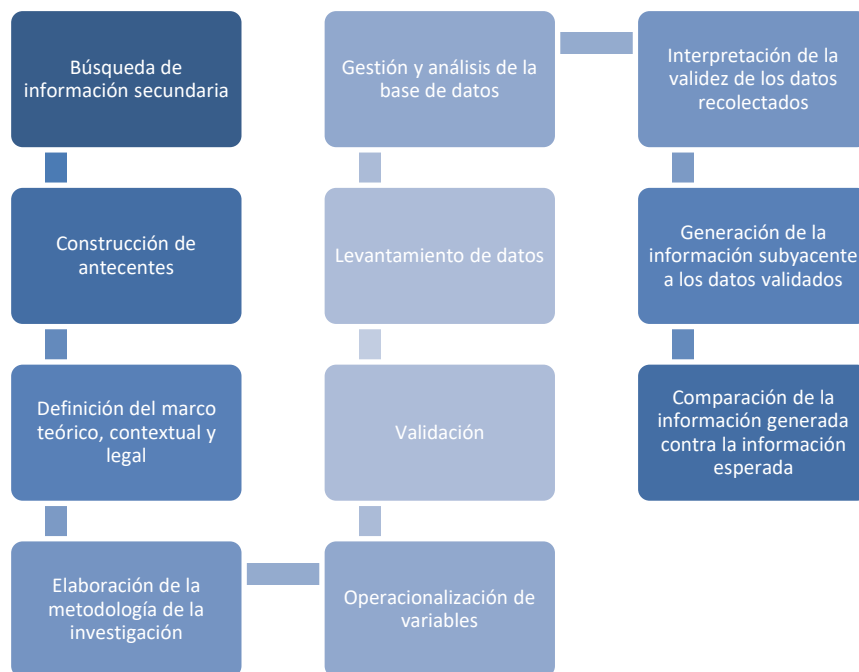 Búsqueda de
información secundaria
Construcción de
antecentes
Definición del marco
teórico, contextual y
legal
Elaboración de la
metodología de la
investigación
Operacionalización de
variables
Validación
Levantamiento de datos
Gestión y análisis de la
base de datos
Interpretación de la
validez de los datos
recolectados
Generación de la
información subyacente
a los datos validados
Comparación de la
información generada
contra la información
esperada